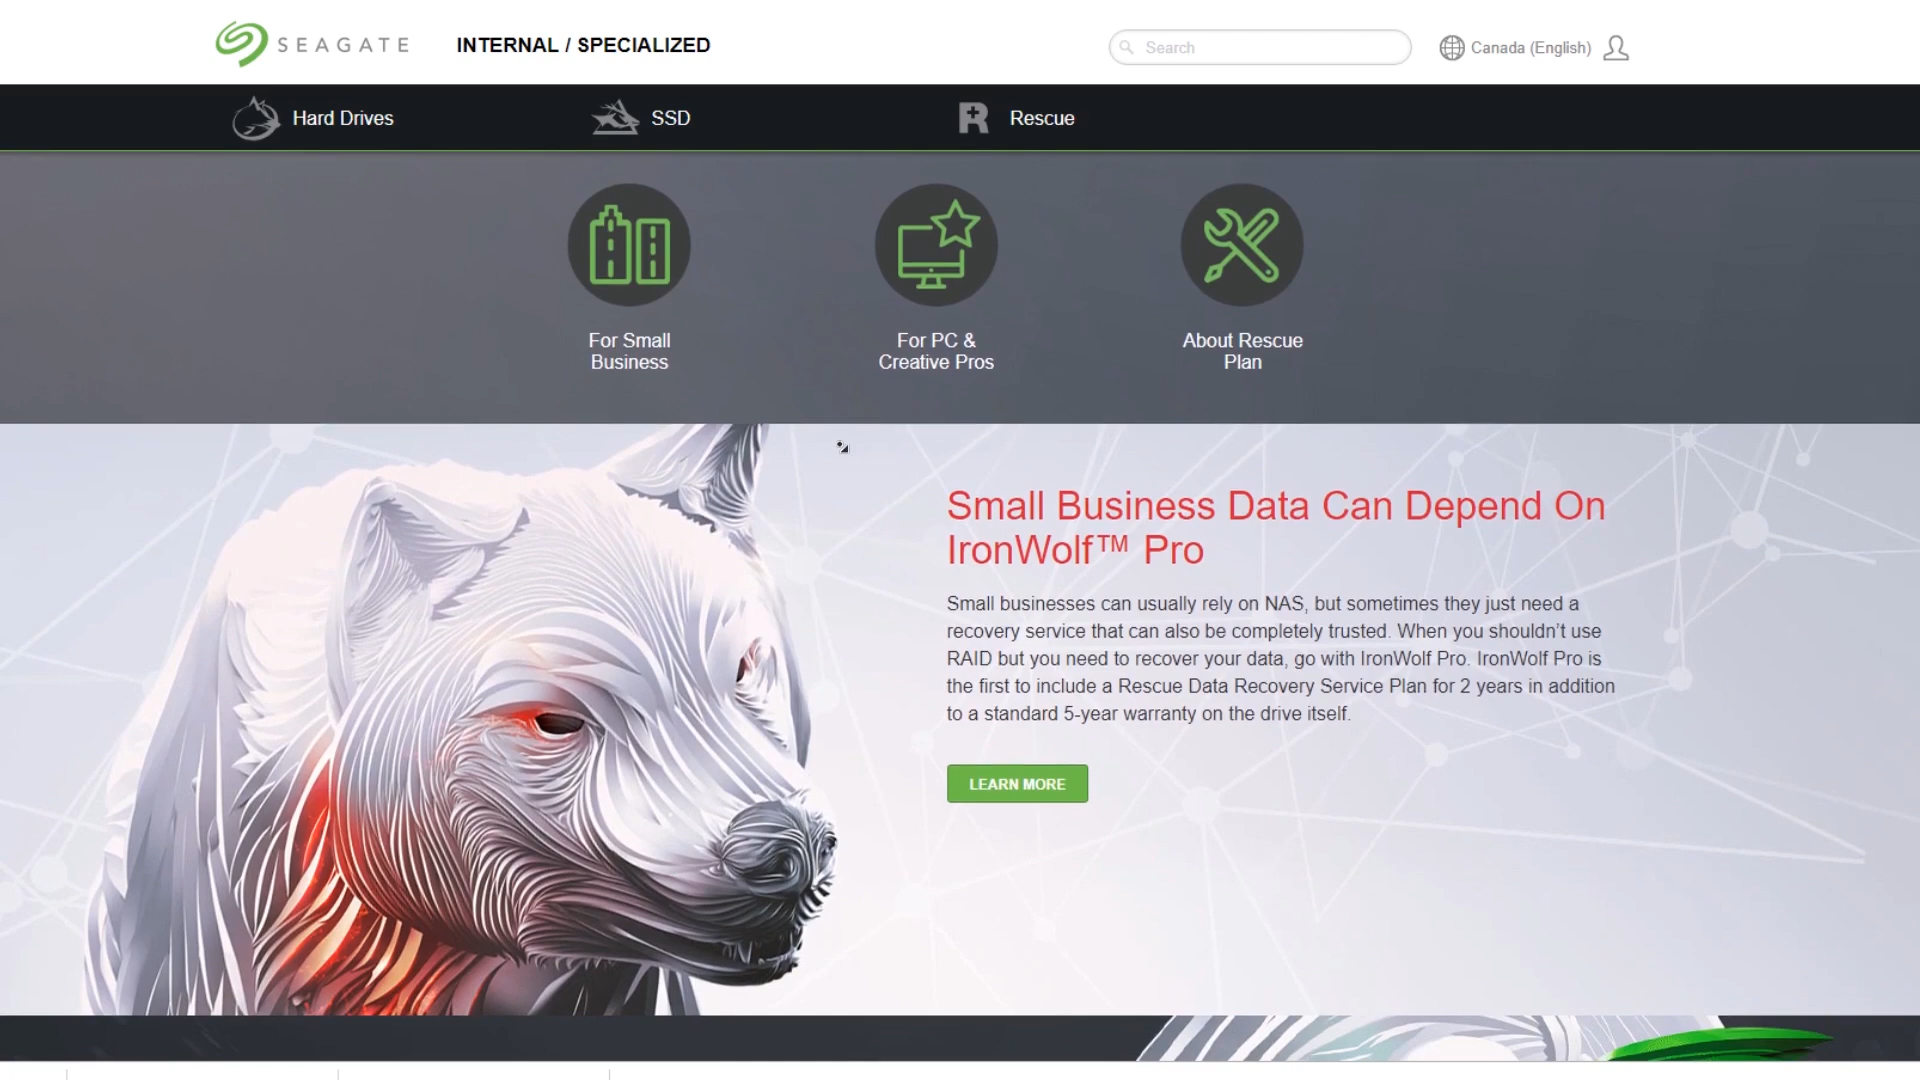 SEAGATE
INTERNAL / SPECIALIZED
Search
Canada (English)
Hard Drives
SSD
R
Rescue
For Small
Business
For PC &
Creative Pros
About Rescue
Plan
Small Business Data Can Depend On
IronWolf™ Pro
Small businesses can usually rely on NAS, but sometimes they just need a
recovery service that can also be completely trusted. When you shouldn’t use
RAID but you need to recover your data, go with IronWolf Pro. IronWolf Pro is
the first to include a Rescue Data Recovery Service Plan for 2 years in addition
to a standard 5-year warranty on the drive itself.
LEARN MORE